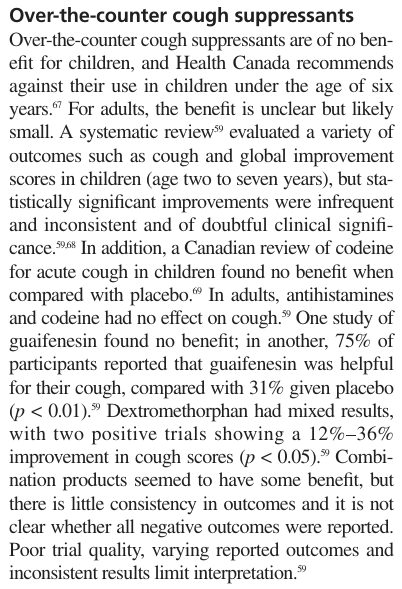 Over-the-counter cough suppressants
Over-the-counter cough suppressants are of no ben-
efit for children, and Health Canada recommends
against their use in children under the age of six
years.67 For adults, the benefit is unclear but likely
small. A systematic review59 evaluated a variety of
outcomes such as cough and global improvement
scores in children (age two to seven years), but sta-
tistically significant improvements were infrequent
and inconsistent and of doubtful clinical signifi-
cance.59,68 In addition, a Canadian review of codeine
for acute cough in children found no benefit when
compared with placebo.69 In adults, antihistamines
and codeine had no effect on cough.59 One study of
guaifenesin found no benefit; in another, 75% of
participants reported that guaifenesin was helpful
for their cough, compared with 31% given placebo
(p < 0.01).59 Dextromethorphan had mixed results,
with two positive trials showing a 12%–36%
improvement in cough scores (p < 0.05).59 Combi-
nation products seemed to have some benefit, but
there is little consistency in outcomes and it is not
clear whether all negative outcomes were reported.
Poor trial quality, varying reported outcomes and
inconsistent results limit interpretation.59